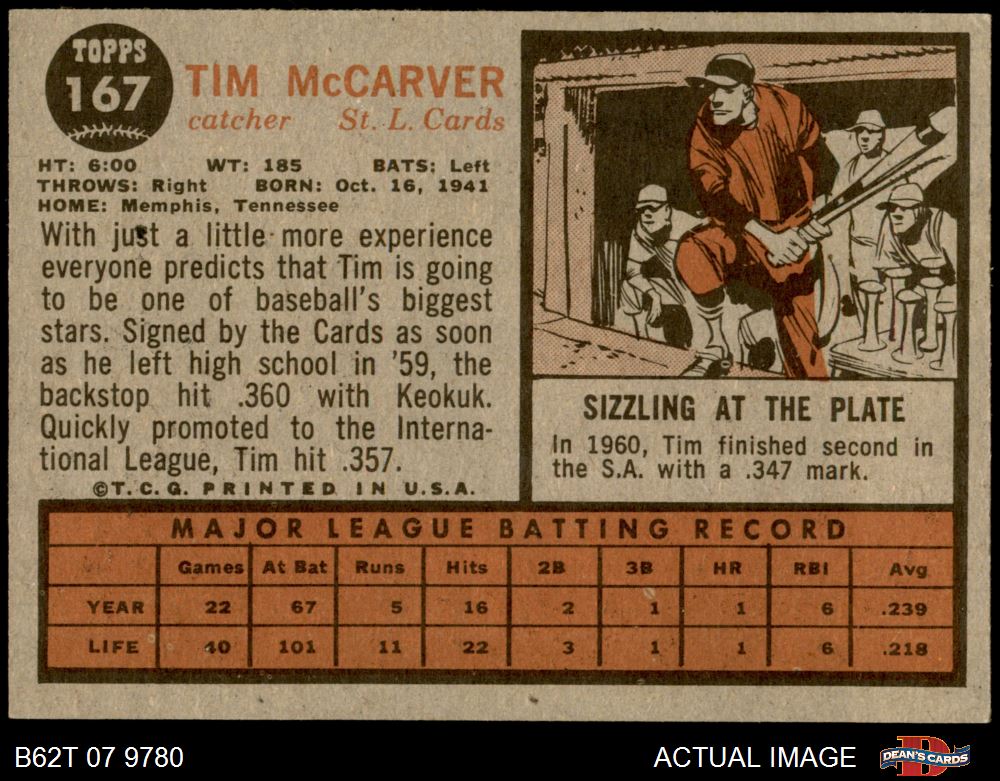 TOPPS
167
TIM McCARVER
catcher St. L. Cards
HT: 6:00 WT: 185 BATS: Left
THROWS: Right BORN: Oct. 16, 1941
HOME: Memphis, Tennessee
With just a little more experience
everyone predicts that Tim is going
to be one of baseball's biggest
stars. Signed by the Cards as soon
as he left high school in '59, the
backstop hit .360 with Keokuk.
Quickly promoted to the Interna-
tional League, Tim hit .357.
©T.C.G. PRINTED IN U.S.A.
SIZZLING AT THE PLATE
In 1960, Tim finished second in
the S.A. with a .347 mark.
MAJOR LEAGUE BATTING RECORD
Games At Bat Runs Hits 2B 3B HR RBI Avg
YEAR 22 67 5 16 2 1 1 6 .239
LIFE 40 101 11 22 3 1 1 6 .218
B62T 07 9780 ACTUAL IMAGE DEAN'S CARDS